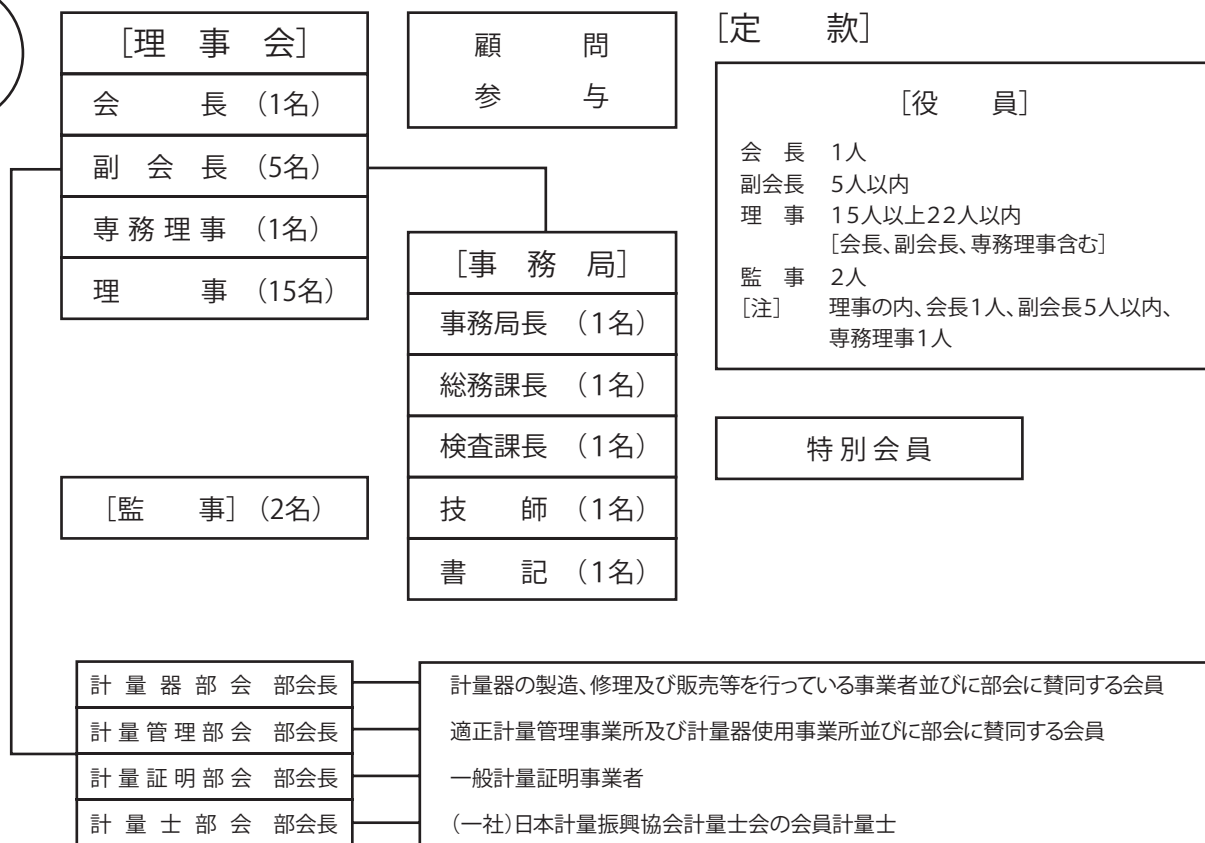 ［理 事 会］
会 長 （1名）
副 会 長 （5名）
専務理事 （1名）
理 事 （15名）
顧 問
参 与
［事 務 局］
事務局長 （1名）
総務課長 （1名）
検査課長 （1名）
技 師 （1名）
書 記 （1名）
［監 事］（2名）
［定 款］
［役 員］
会 長 1人
副会長 5人以内
理 事 15人以上22人以内
［会長、副会長、専務理事含む］
監 事 2人
［注］ 理事の内、会長1人、副会長5人以内、
専務理事1人
特別会員
計量器部会 部会長 計量器の製造、修理及び販売等を行っている事業者並びに部会に賛同する会員
計量管理部会 部会長 適正計量管理事業所及び計量器使用事業所並びに部会に賛同する会員
計量証明部会 部会長 一般計量証明事業者
計量士部会 部会長 （一社）日本計量振興協会計量士会の会員計量士